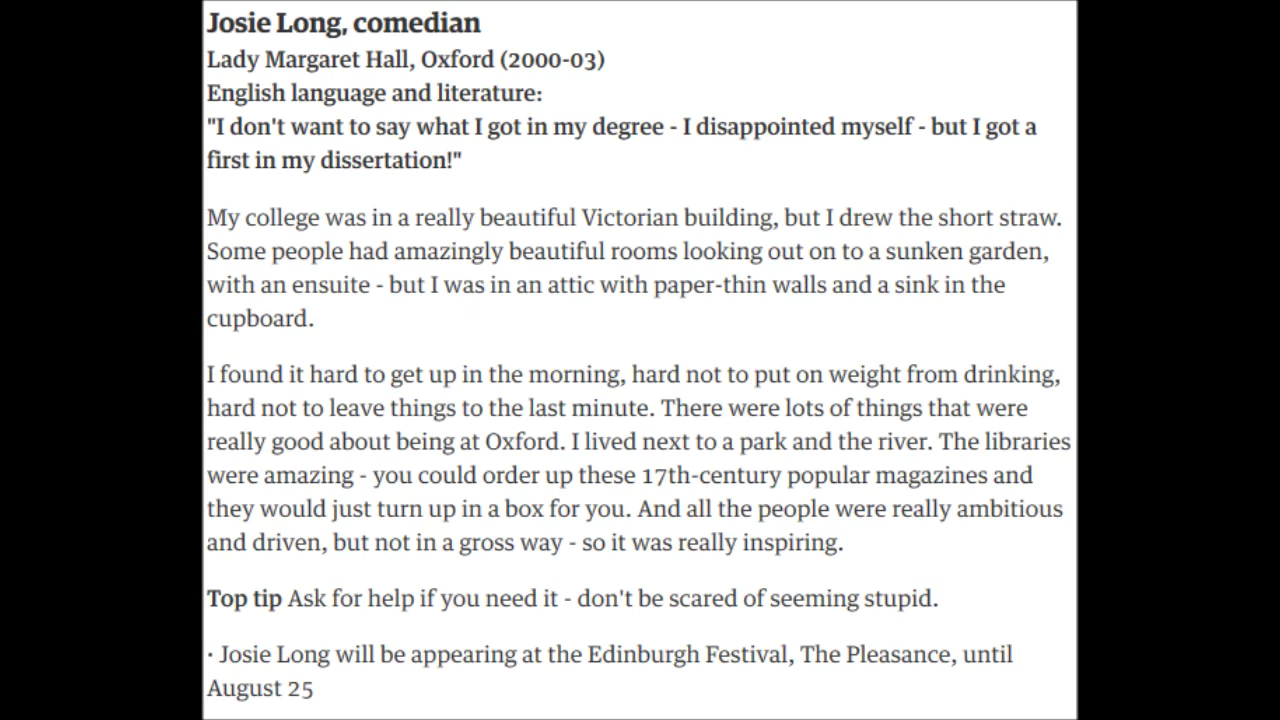 Josie Long, comedian
Lady Margaret Hall, Oxford (2000-03)
English language and literature:
"I don't want to say what I got in my degree - I disappointed myself - but I got a
first in my dissertation!"
My college was in a really beautiful Victorian building, but I drew the short straw.
Some people had amazingly beautiful rooms looking out on to a sunken garden,
with an ensuite - but I was in an attic with paper-thin walls and a sink in the
cupboard.
I found it hard to get up in the morning, hard not to put on weight from drinking,
hard not to leave things to the last minute. There were lots of things that were
really good about being at Oxford. I lived next to a park and the river. The libraries
were amazing - you could order up these 17th-century popular magazines and
they would just turn up in a box for you. And all the people were really ambitious
and driven, but not in a gross way - so it was really inspiring.
Top tip Ask for help if you need it - don't be scared of seeming stupid.
· Josie Long will be appearing at the Edinburgh Festival, The Pleasance, until
August 25